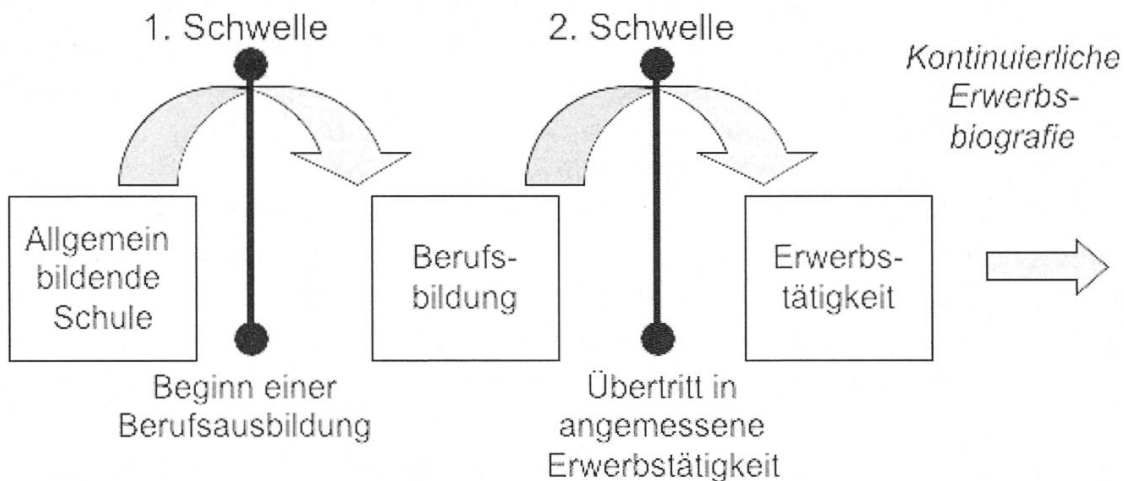 1. Schwelle
2. Schwelle
Kontinuierliche
Erwerbs-
biografie
Allgemein
bildende
Schule
Berufs-
bildung
Erwerbs-
tätigkeit
Beginn einer
Berufsausbildung
Übertritt in
angemessene
Erwerbstätigkeit